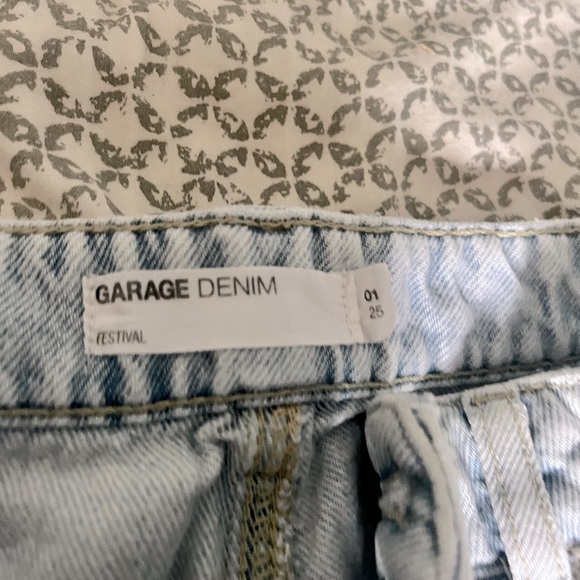 GARAGE DENIM
FESTIVAL
01
25